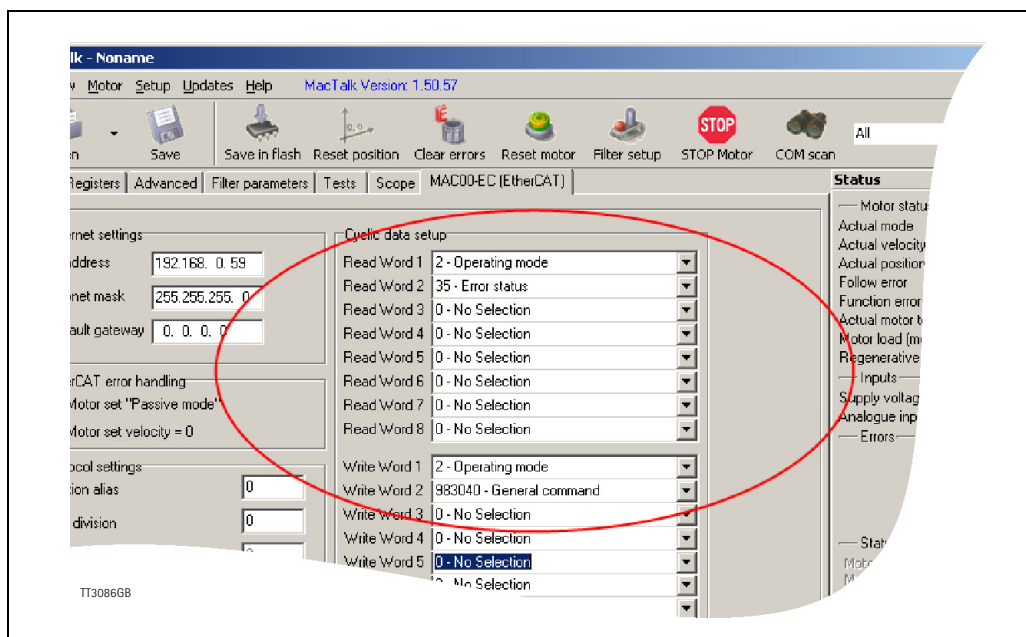 lk - Noname
Motor Setup Updates Help MacTalk Version: 1.50.57
en Save Save in flash Reset position Clear errors Reset motor Filter setup STOP Motor COM scan
STOP
0,0
All
Registers Advanced Filter parameters Tests Scope MAC00-EC (EtherCAT)
Status
ernet settings
address 192.168. 0. 59
net mask 255.255.255. 0
ault gateway 0. 0. 0. 0
erCAT error handling
Motor set "Passive mode"
Motor set velocity = 0
ocol settings
ion alias 0
division 0
Cyclic data setup
Read Word 1 2 - Operating mode
Read Word 2 35 - Error status
Read Word 3 0 - No Selection
Read Word 4 0 - No Selection
Read Word 5 0 - No Selection
Read Word 6 0 - No Selection
Read Word 7 0 - No Selection
Read Word 8 0 - No Selection
Write Word 1 2 - Operating mode
Write Word 2 983040 - General command
Write Word 3 0 - No Selection
Write Word 4 0 - No Selection
Write Word 5 0 - No Selection
No Selection
Motor statu
Actual mode
Actual velocity
Actual position
Follow error
Function error
Actual motor t
Motor load (m
Regenerative
Inputs
Supply voltag
Analogue inp
Errors
Stat
Moto
M
TT3086GB